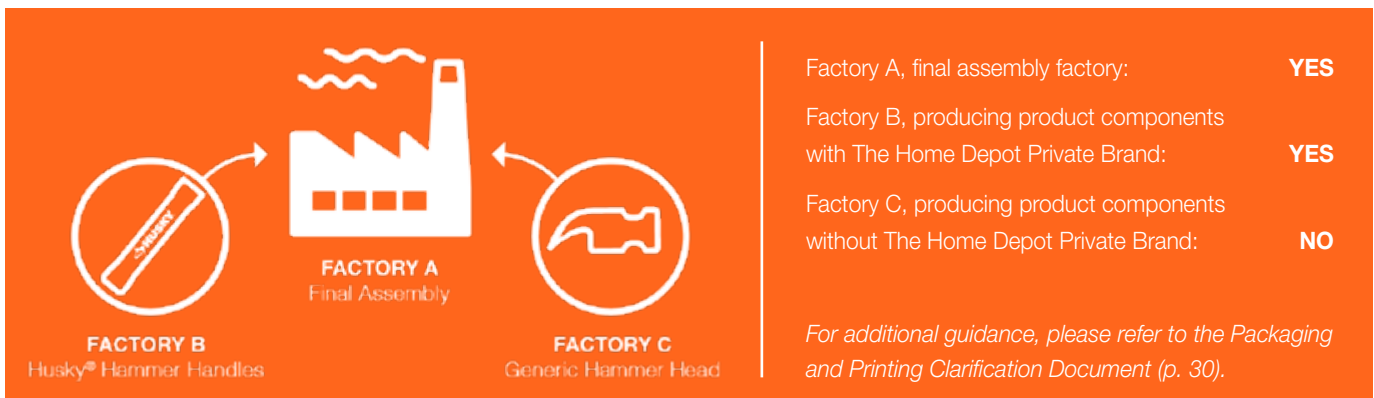 HUSKY
FACTORY A
Final Assembly
FACTORY B
Husky® Hammer Handles
FACTORY C
Generic Hammer Head
Factory A, final assembly factory: YES
Factory B, producing product components
with The Home Depot Private Brand: YES
Factory C, producing product components
without The Home Depot Private Brand: NO
For additional guidance, please refer to the Packaging
and Printing Clarification Document (p. 30).